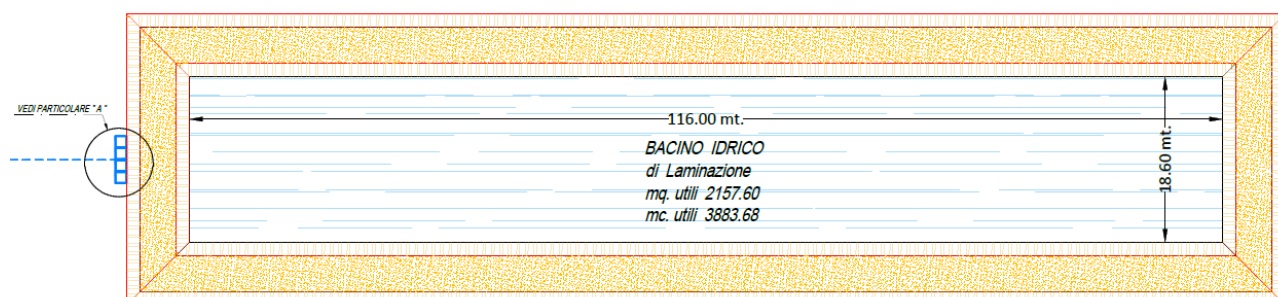 VEDI PARTICOLARE "A"
116.00 mt.
18.60 mt.
BACINO IDRICO
di Laminazione
mq. utili 2157.60
mc. utili 3883.68